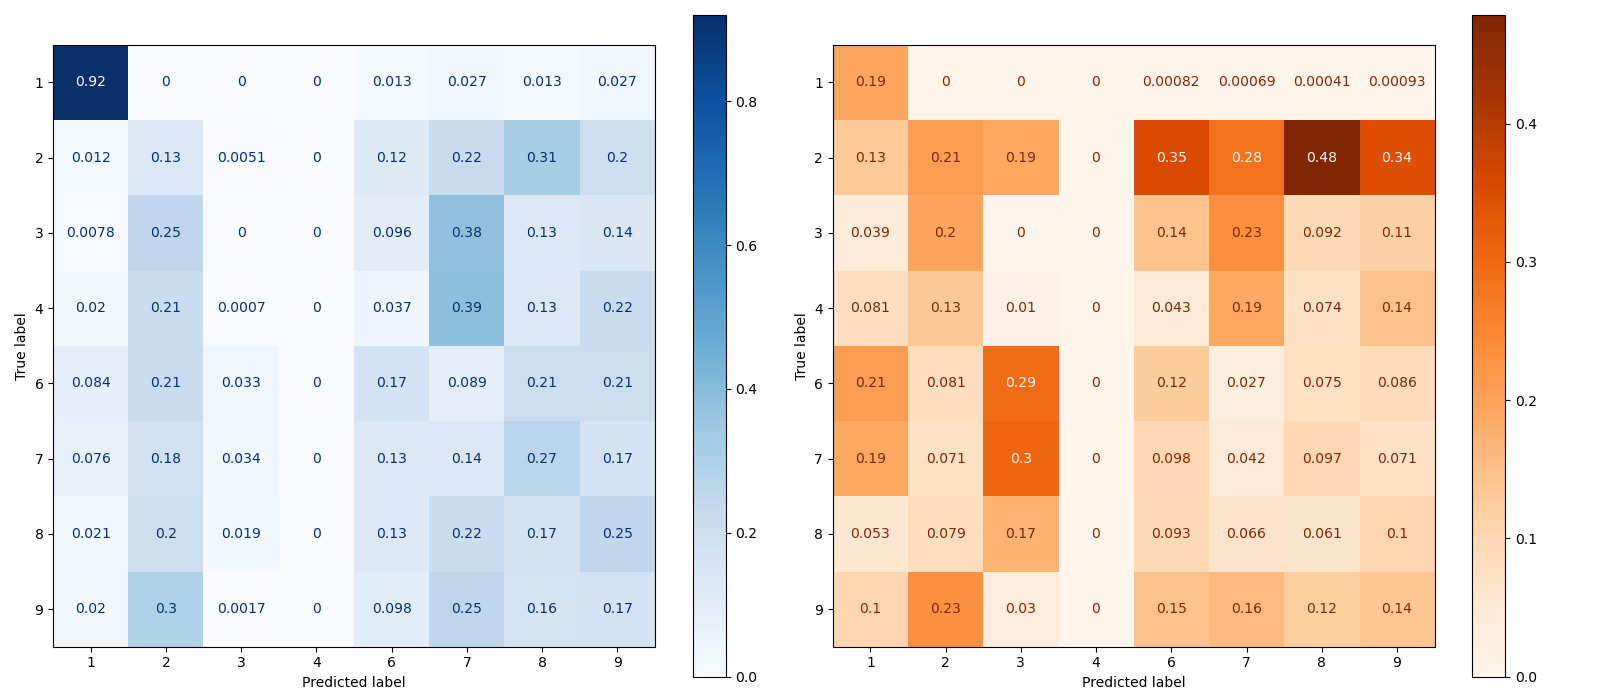 1 0.92 0 0 0 0.013 0.027 0.013 0.027
2 0.012 0.13 0.0051 0 0.12 0.22 0.31 0.2
3 0.0078 0.25 0 0 0.096 0.38 0.13 0.14
4 0.02 0.21 0.0007 0 0.037 0.39 0.13 0.22
6 0.084 0.21 0.033 0 0.17 0.089 0.21 0.21
7 0.076 0.18 0.034 0 0.13 0.14 0.27 0.17
8 0.021 0.2 0.019 0 0.13 0.22 0.17 0.25
9 0.02 0.3 0.0017 0 0.098 0.25 0.16 0.17
1 2 3 4 6 7 8 9
True label
Predicted label
0.8
0.6
0.4
0.2
0.0
1 0.19 0 0 0 0.00082 0.00069 0.00041 0.00093
2 0.13 0.21 0.19 0 0.35 0.28 0.48 0.34
3 0.039 0.2 0 0 0.14 0.23 0.092 0.11
4 0.081 0.13 0.01 0 0.043 0.19 0.074 0.14
6 0.21 0.081 0.29 0 0.12 0.027 0.075 0.086
7 0.19 0.071 0.3 0 0.098 0.042 0.097 0.071
8 0.053 0.079 0.17 0 0.093 0.066 0.061 0.1
9 0.1 0.23 0.03 0 0.15 0.16 0.12 0.14
1 2 3 4 6 7 8 9
True label
Predicted label
0.4
0.3
0.2
0.1
0.0